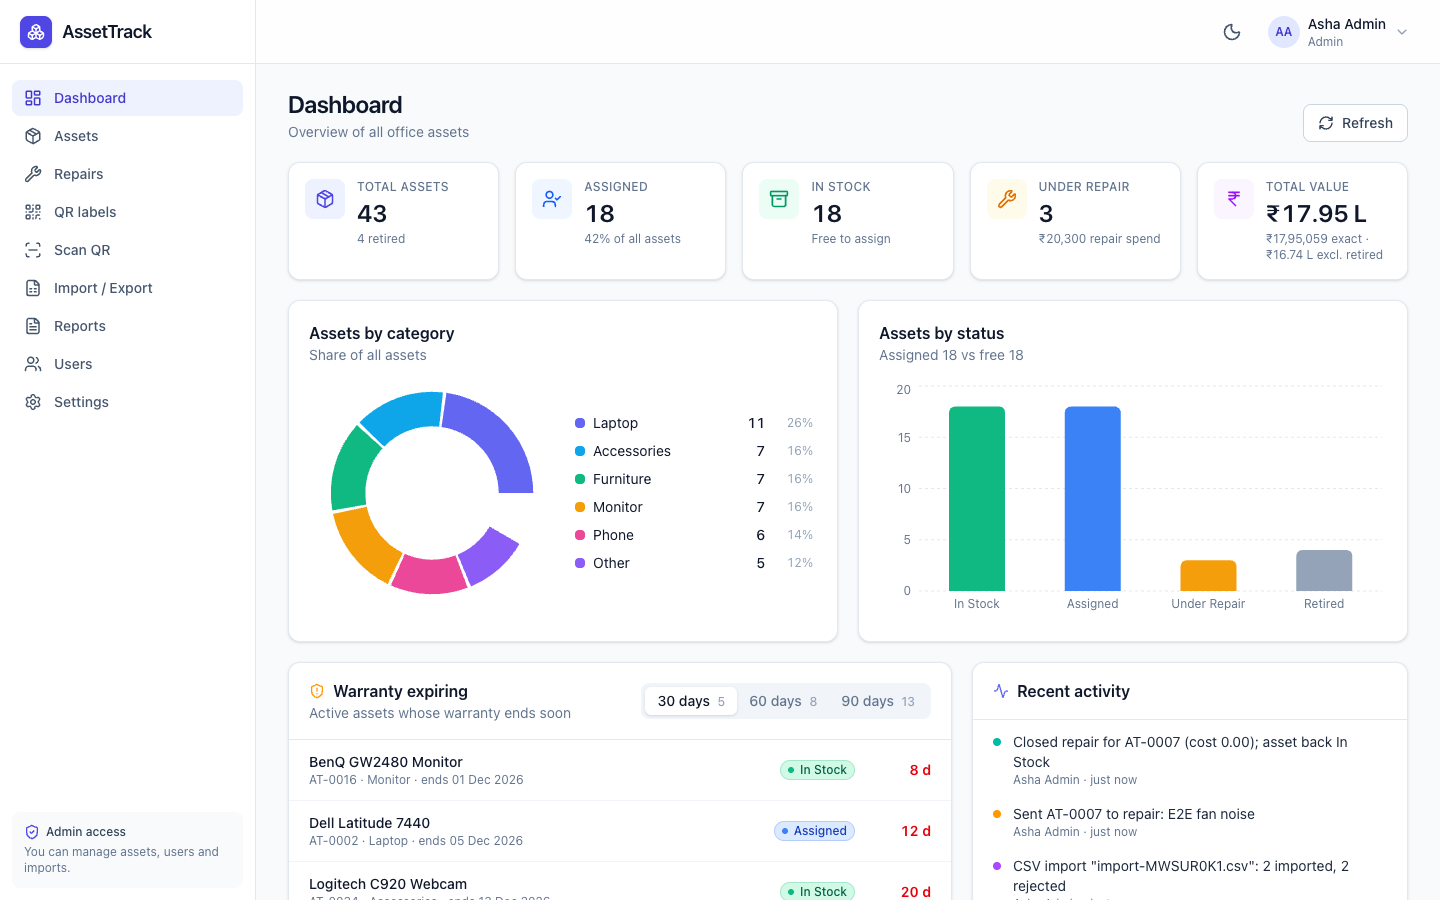 AssetTrack
Asha Admin
AA
Admin
Dashboard
Assets
Repairs
QR labels
Scan QR
Import / Export
Reports
Users
Settings
Admin access
You can manage assets, users and
imports.
Dashboard
Overview of all office assets
Refresh
TOTAL ASSETS
43
4 retired
ASSIGNED
18
42% of all assets
IN STOCK
18
Free to assign
UNDER REPAIR
3
₹20,300 repair spend
TOTAL VALUE
₹17.95 L
₹17,95,059 exact ·
₹16.74 L excl. retired
Assets by category
Share of all assets
Laptop 11 26%
Accessories 7 16%
Furniture 7 16%
Monitor 7 16%
Phone 6 14%
Other 5 12%
Assets by status
Assigned 18 vs free 18
20
15
10
5
0
In Stock Assigned Under Repair Retired
Warranty expiring
Active assets whose warranty ends soon
30 days 5 60 days 8 90 days 13
BenQ GW2480 Monitor
AT-0016 · Monitor · ends 01 Dec 2026
In Stock 8 d
Dell Latitude 7440
AT-0002 · Laptop · ends 05 Dec 2026
Assigned 12 d
Logitech C920 Webcam
In Stock 20 d
Recent activity
Closed repair for AT-0007 (cost 0.00); asset back In
Stock
Asha Admin · just now
Sent AT-0007 to repair: E2E fan noise
Asha Admin · just now
CSV import "import-MWSUR0K1.csv": 2 imported, 2
rejected